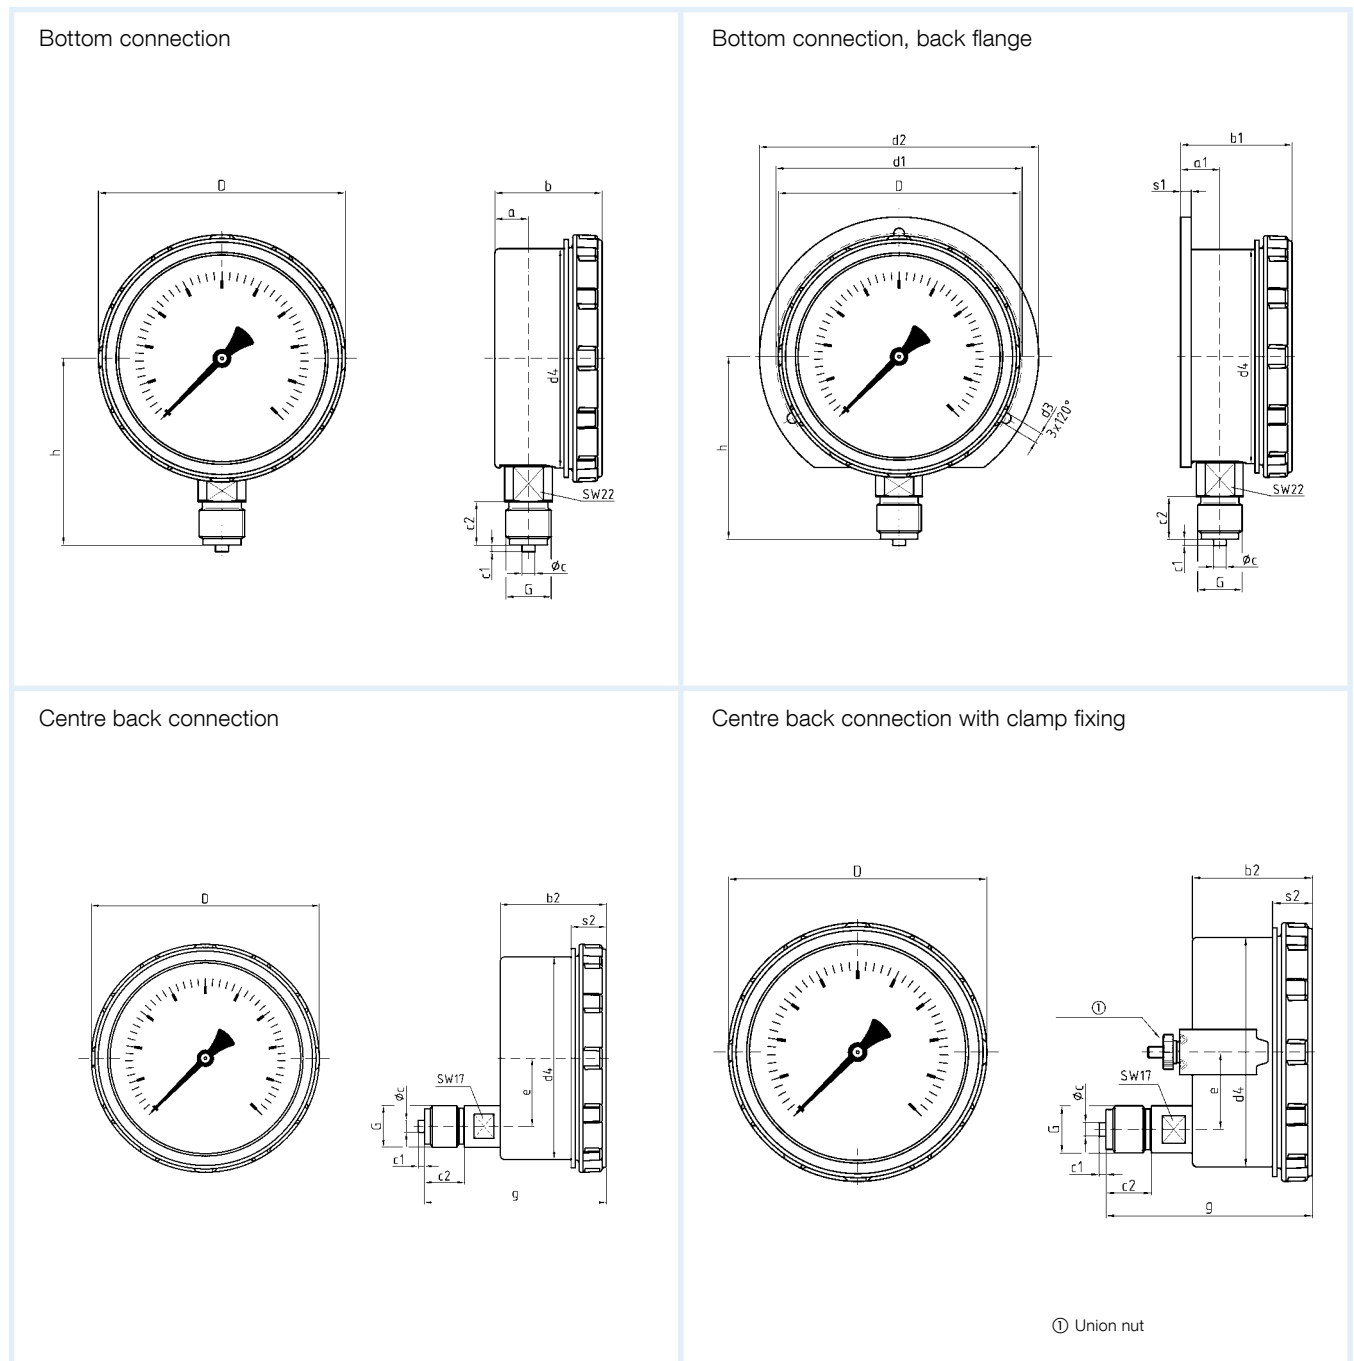 Bottom connection
D
h
b
a
d4
SW22
c2
c1
Øc
G
Bottom connection, back flange
d2
d1
D
h
d3
3x120°
b1
a1
s1
d4
SW22
c2
c1
Øc
G
Centre back connection
D
b2
s2
SW17
Øc
G
e
d4
c1
c2
g
Centre back connection with clamp fixing
D
b2
s2
①
SW17
Øc
G
e
d4
c1
c2
g
① Union nut